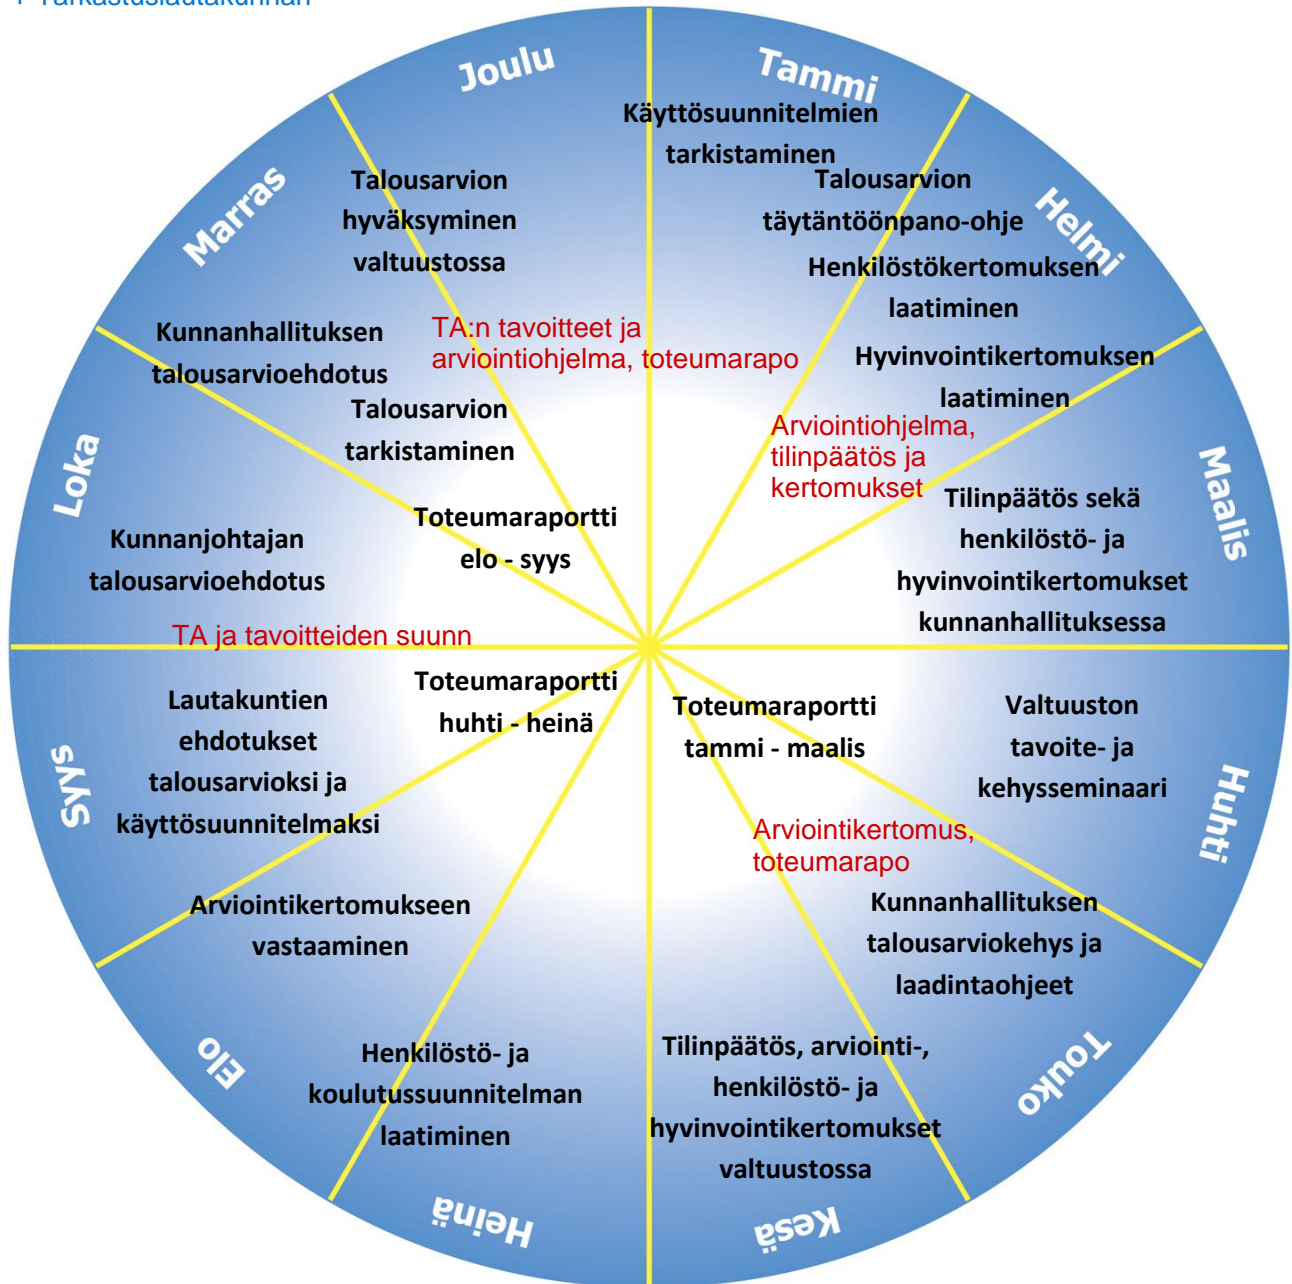 + Tarkastuslautakunnan
Joulu
Tammi
Käyttösuunnitelmien
tarkistaminen
Talousarvion
täytäntöönpano-ohje
Helmi
Henkilöstökertomuksen
laatiminen
Hyvinvointikertomuksen
laatiminen
Arviointiohjelma,
tilinpäätös ja
kertomukset
Maalis
Tilinpäätös sekä
henkilöstö- ja
hyvinvointikertomukset
kunnanhallituksessa
Huhti
Valtuuston
tavoite- ja
kehysseminaari
Toteumaraportti
tammi - maalis
Arviointikertomus,
toteumarapo
Kunnanhallituksen
talousarviokehys ja
laadintaohjeet
Touko
Tilinpäätös, arviointi-,
henkilöstö- ja
hyvinvointikertomukset
valtuustossa
Kesä
Heinä
Henkilöstö- ja
koulutussuunnitelman
laatiminen
Elo
Arviointikertomukseen
vastaaminen
Syys
Lautakuntien
ehdotukset
talousarvioksi ja
käyttösuunnitelmaksi
Toteumaraportti
huhti - heinä
TA ja tavoitteiden suunn
Loka
Kunnanjohtajan
talousarvioehdotus
Toteumaraportti
elo - syys
Marras
Kunnanhallituksen
talousarvioehdotus
Talousarvion
tarkistaminen
Talousarvion
hyväksyminen
valtuustossa
TA:n tavoitteet ja
arviointiohjelma, toteumarapo